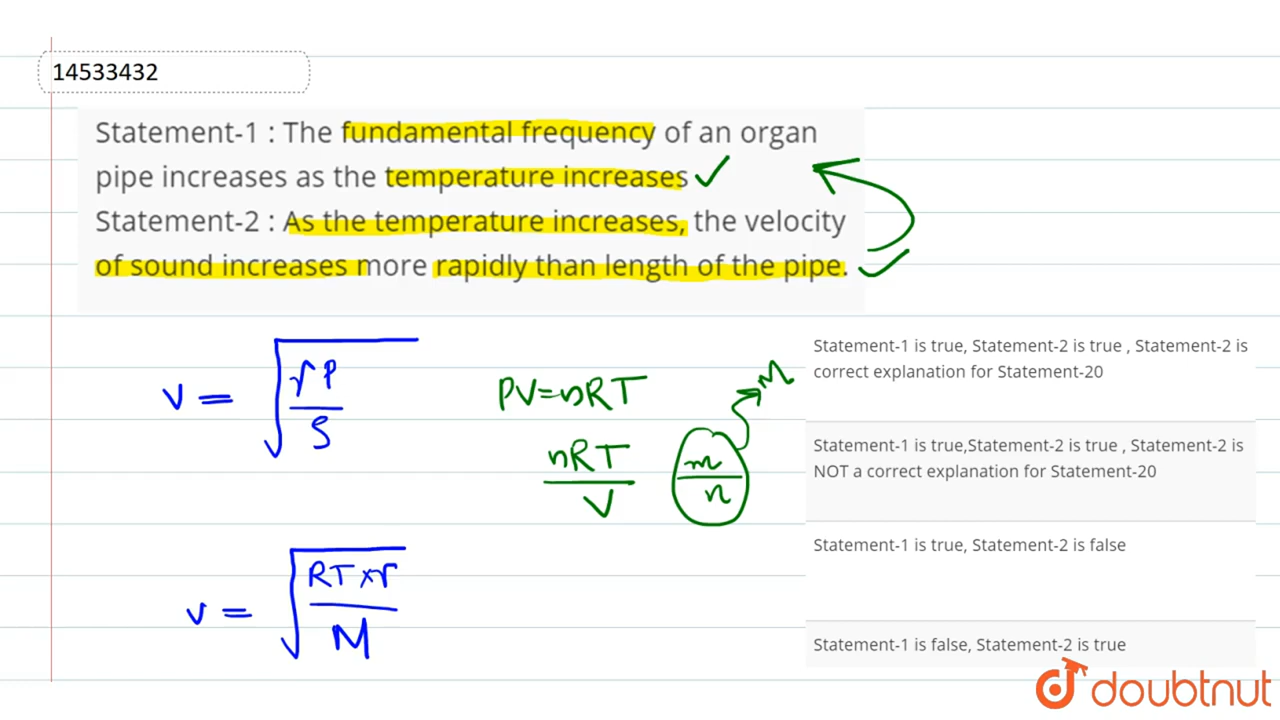 14533432
Statement-1 : The fundamental frequency of an organ
pipe increases as the temperature increases ✓
Statement-2 : As the temperature increases, the velocity
of sound increases more rapidly than length of the pipe. ✓
v = √(γP/ρ)
PV=nRT
nRT/V
m/n
M
v = √(RT×γ/M)
Statement-1 is true, Statement-2 is true , Statement-2 is
correct explanation for Statement-20
Statement-1 is true,Statement-2 is true , Statement-2 is
NOT a correct explanation for Statement-20
Statement-1 is true, Statement-2 is false
Statement-1 is false, Statement-2 is true
doubtnut